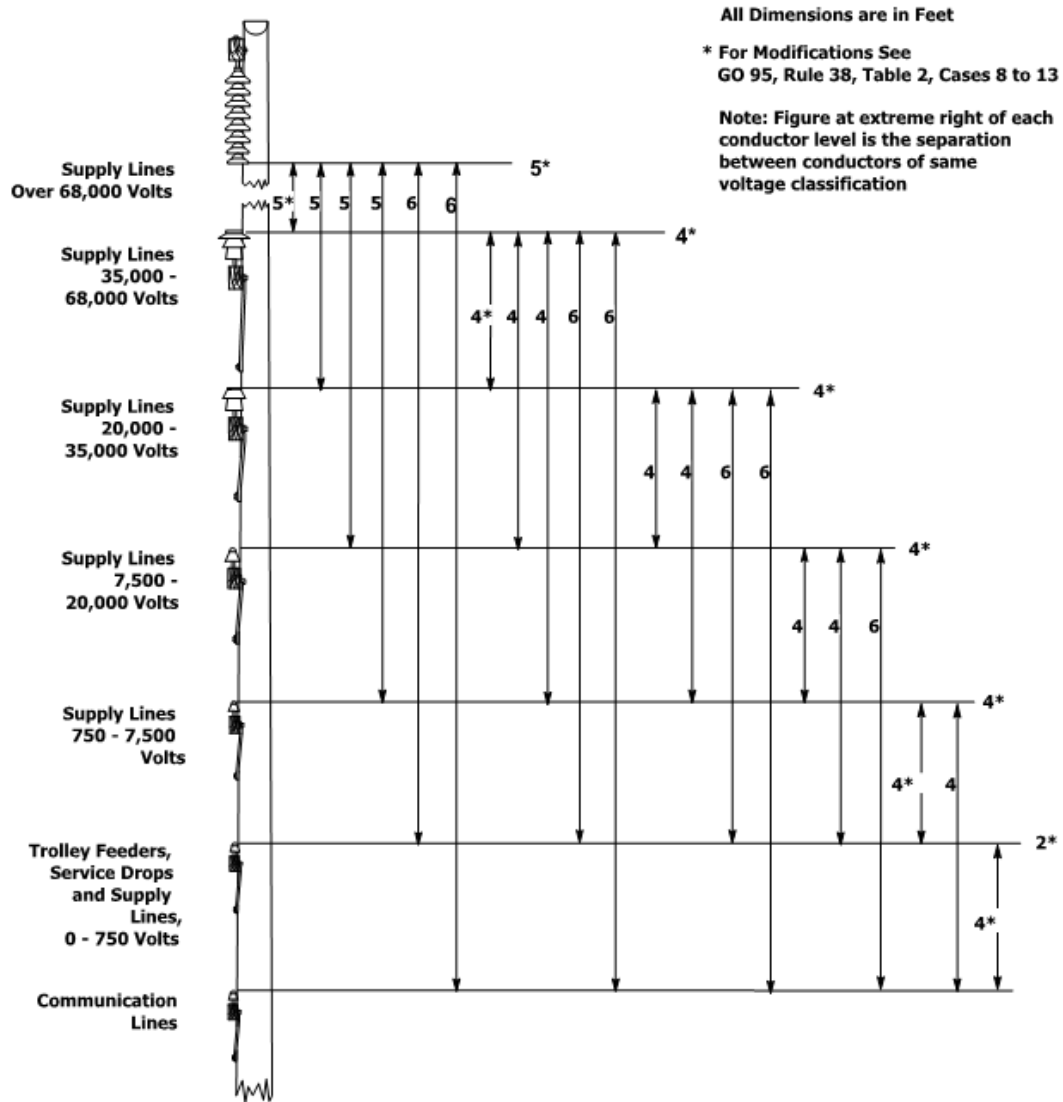 All Dimensions are in Feet
* For Modifications See
GO 95, Rule 38, Table 2, Cases 8 to 13
Note: Figure at extreme right of each
conductor level is the separation
between conductors of same
voltage classification
Supply Lines
Over 68,000 Volts
5*
5* 5 5 5 6 6
Supply Lines
35,000 -
68,000 Volts
4*
4* 4 4 6 6
Supply Lines
20,000 -
35,000 Volts
4*
4 4 6 6
Supply Lines
7,500 -
20,000 Volts
4*
4 4 6
Supply Lines
750 - 7,500
Volts
4*
4* 4
Trolley Feeders,
Service Drops
and Supply
Lines,
0 - 750 Volts
2*
4*
Communication
Lines